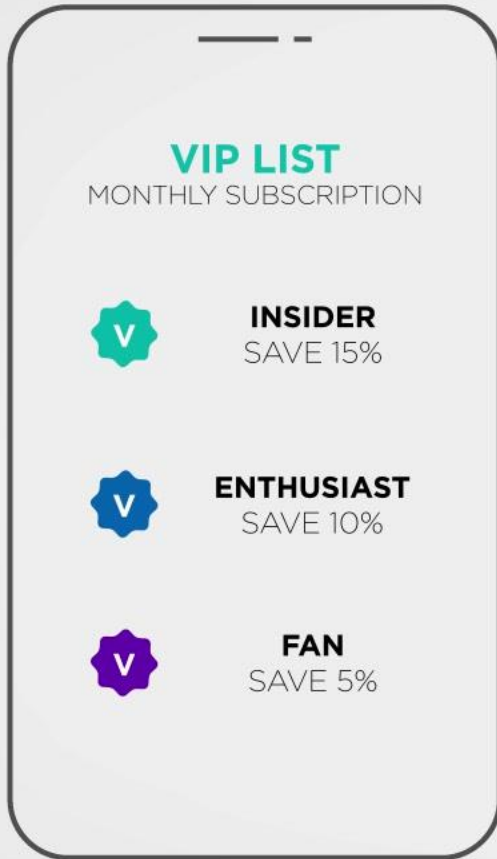 VIP LIST
MONTHLY SUBSCRIPTION
V
INSIDER
SAVE 15%
V
ENTHUSIAST
SAVE 10%
V
FAN
SAVE 5%